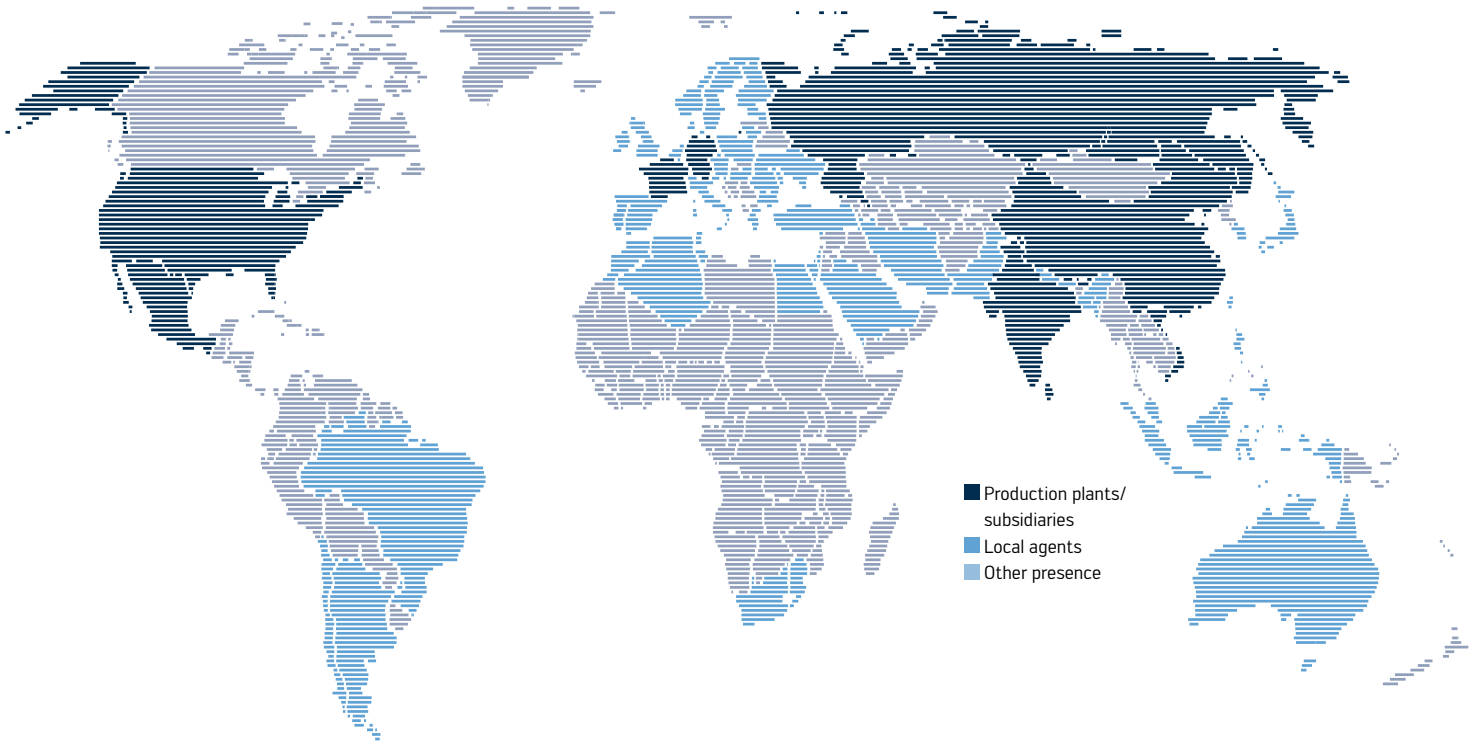 Production plants/
subsidiaries
Local agents
Other presence